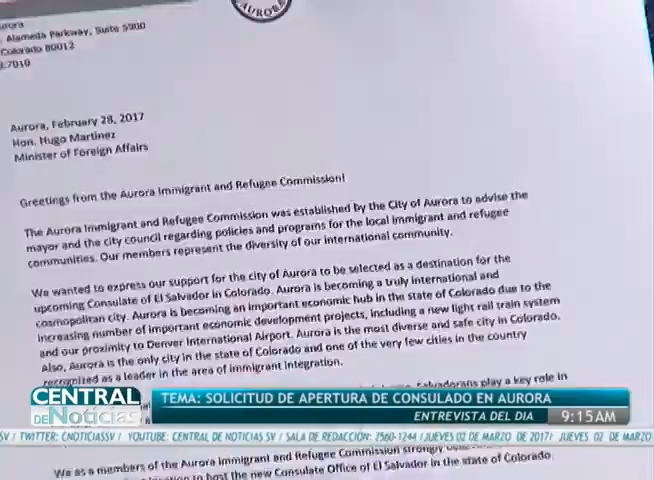 AURORA
Aurora
Alameda Parkway, Suite 5900
Colorado 80012
7010
Aurora, February 28, 2017
Hon. Hugo Martinez
Minister of Foreign Affairs
Greetings from the Aurora Immigrant and Refugee Commission!
The Aurora Immigrant and Refugee Commission was established by the City of Aurora to advise the
mayor and the city council regarding policies and programs for the local immigrant and refugee
communities. Our members represent the diversity of our international community.
We wanted to express our support for the city of Aurora to be selected as a destination for the
upcoming Consulate of El Salvador in Colorado. Aurora is becoming a truly international and
cosmopolitan city. Aurora is becoming an important economic hub in the state of Colorado due to the
increasing number of important economic development projects, including a new light rail train system
and our proximity to Denver International Airport. Aurora is the most diverse and safe city in Colorado.
Also, Aurora is the only city in the state of Colorado and one of the very few cities in the country
recognized as a leader in the area of immigrant integration.
Salvadorans play a key role in
CENTRAL
DE Noticias
TEMA: SOLICITUD DE APERTURA DE CONSULADO EN AURORA
ENTREVISTA DEL DIA 9:15AM
SV / TWITTER: CNOTICIASSV / YOUTUBE: CENTRAL DE NOTICIAS SV / SALA DE REDACCIÓN: 2560-1244 / JUEVES 02 DE MARZO DE 2017/ JUEVES 02 DE MARZO
We as a members of the Aurora Immigrant and Refugee Commission strongly
to host the new Consulate Office of El Salvador in the state of Colorado